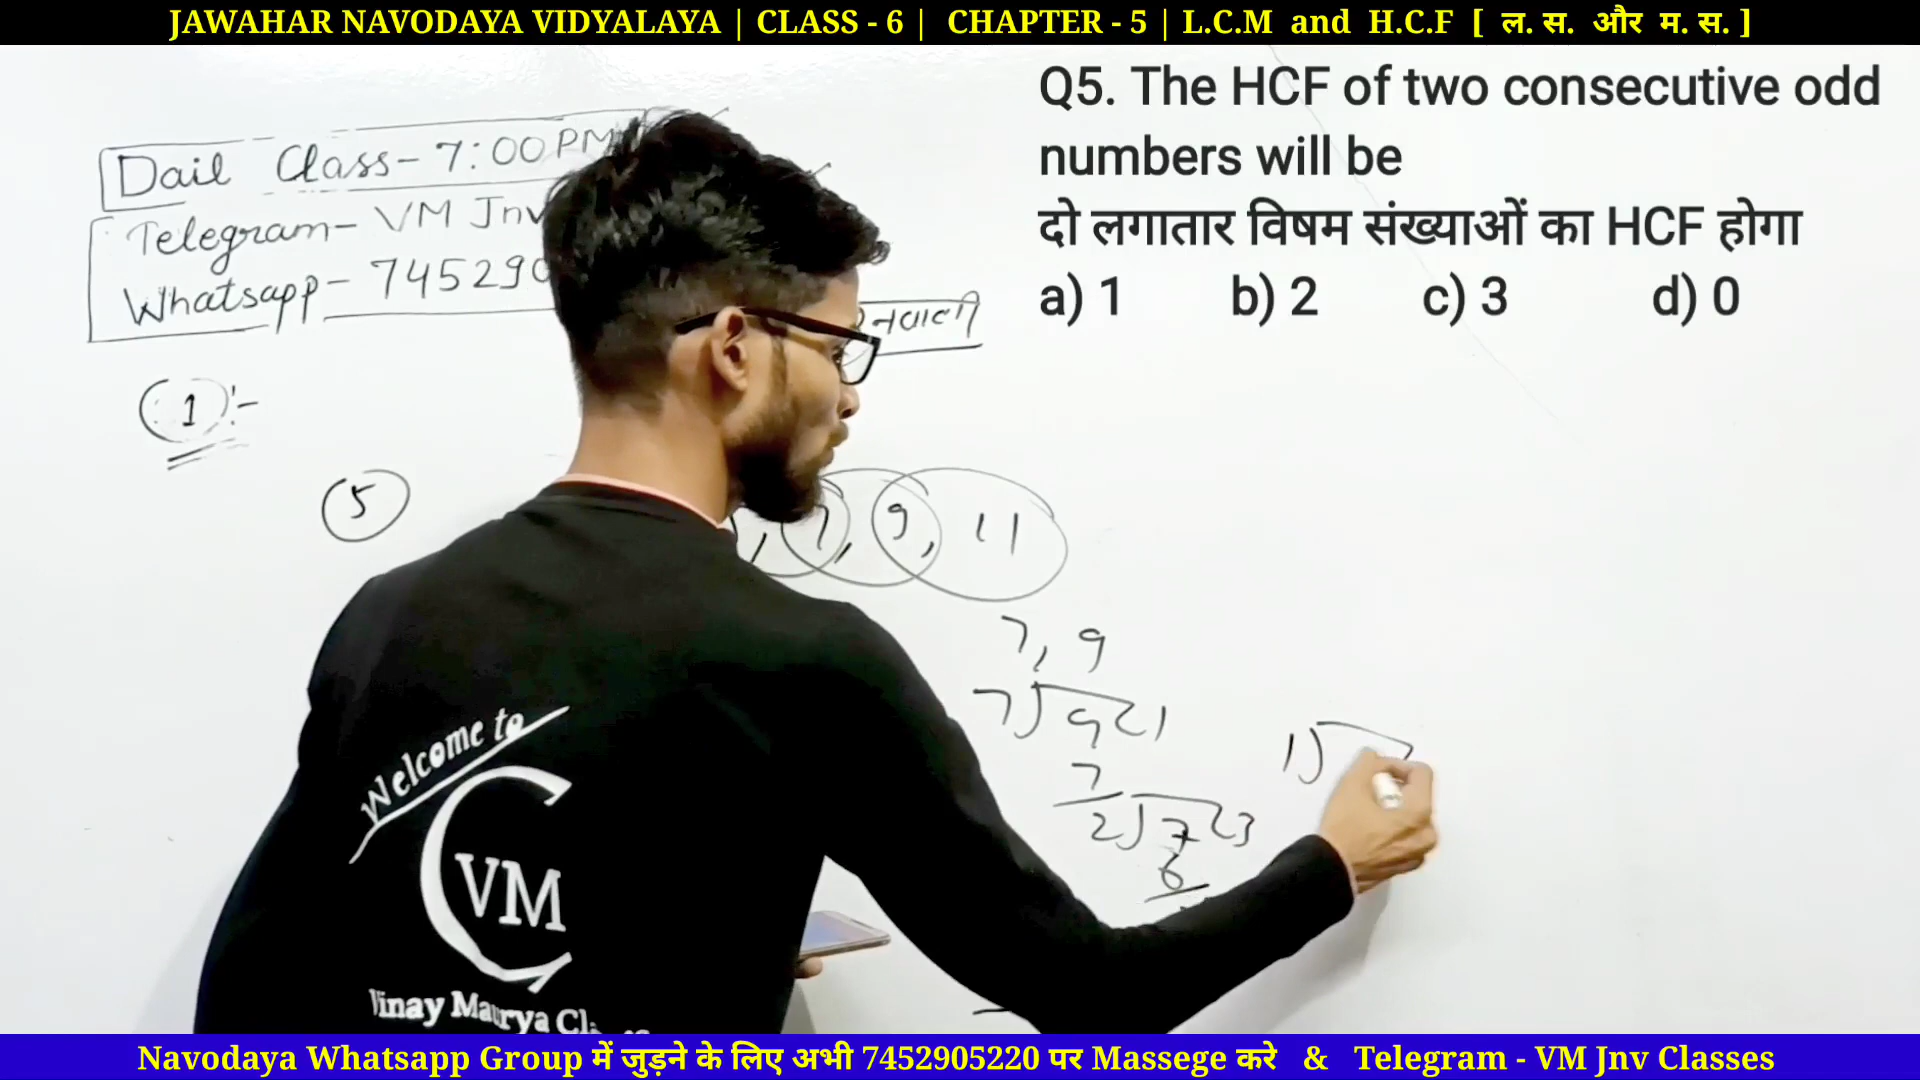 JAWAHAR NAVODAYA VIDYALAYA | CLASS - 6 | CHAPTER - 5 | L.C.M and H.C.F [ ल. स. और म. स. ]
Q5. The HCF of two consecutive odd
numbers will be
दो लगातार विषम संख्याओं का HCF होगा
a) 1 b) 2 c) 3 d) 0
Dail Class- 7:00 PM
Telegram- VM Jnv
Whatsapp- 745290
1 :-
5
, 7, 9, 11
7, 9
7) 9 ( 1
7
2) 7 ( 3
6
1)
Welcome to
VM
Vinay Maurya
Navodaya Whatsapp Group में जुड़ने के लिए अभी 7452905220 पर Massege करे & Telegram - VM Jnv Classes